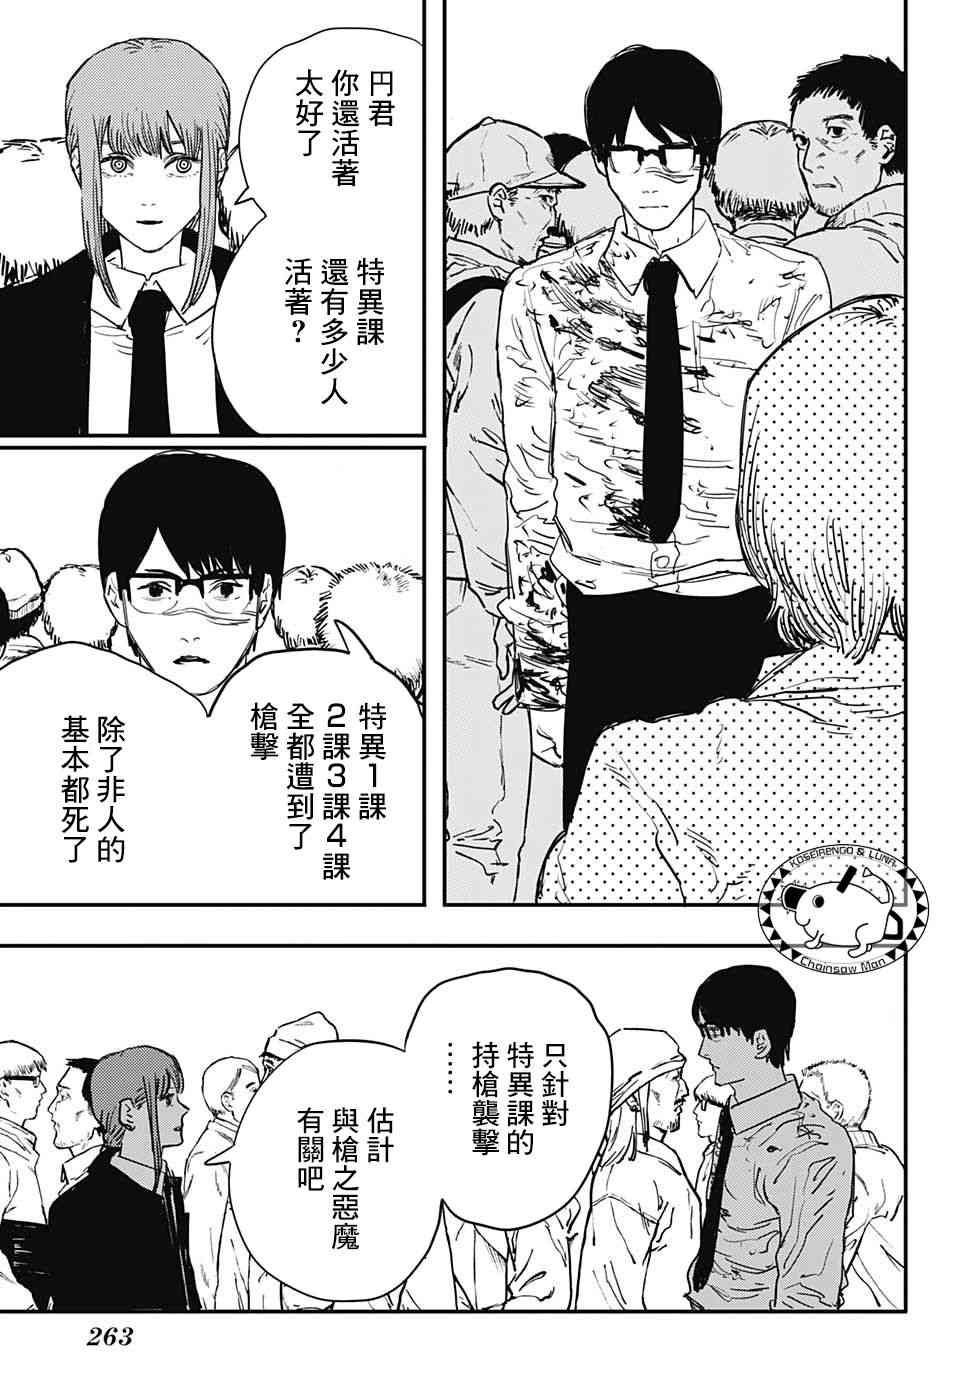 円君
你還活著
太好了
特異課
還有多少人
活著?
特異1課
2課3課4課
全都遭到了
槍擊
除了非人的
基本都死了
只針對
特異課的
持槍襲擊
……
估計
與槍之惡魔
有關吧
KOSEIRENGO & LUNA
Chainsaw Man
263